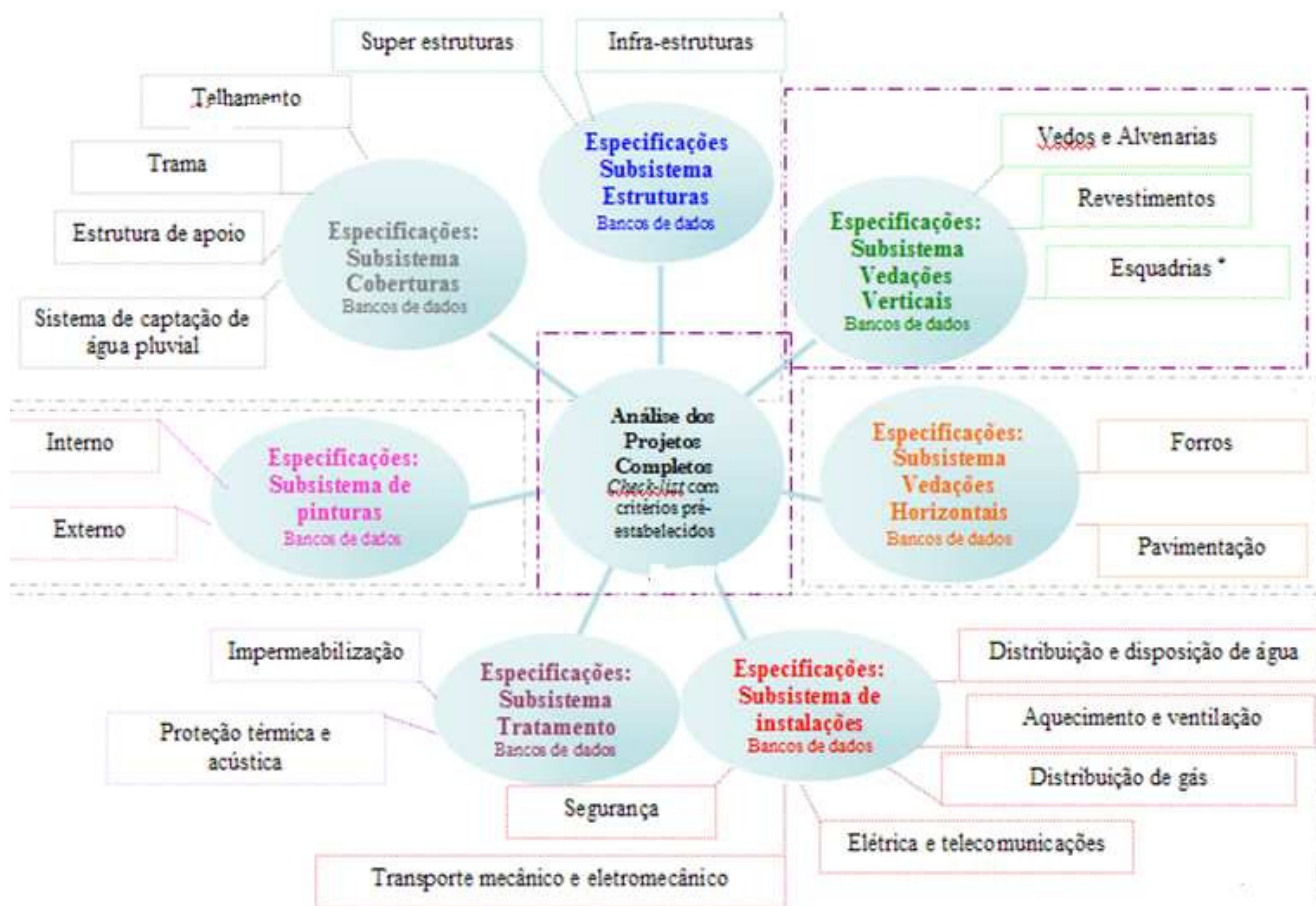 Super estruturas
Infra-estruturas
Telhamento
Trama
Estrutura de apoio
Sistema de captação de
água pluvial
Especificações:
Subsistema
Coberturas
Bancos de dados
Especificações
Subsistema
Estruturas
Bancos de dados
Especificações:
Subsistema
Vedações
Verticais
Bancos de dados
Vedos e Alvenarias
Revestimentos
Esquadrias *
Interno
Externo
Especificações:
Subsistema de
pinturas
Bancos de dados
Análise dos
Projetos
Completos
Check-list com
critérios pré-
estabelecidos
Especificações:
Subsistema
Vedações
Horizontais
Bancos de dados
Forros
Pavimentação
Impermeabilização
Proteção térmica e
acústica
Especificações:
Subsistema
Tratamento
Bancos de dados
Especificações:
Subsistema de
instalações
Bancos de dados
Distribuição e disposição de água
Aquecimento e ventilação
Distribuição de gás
Segurança
Elétrica e telecomunicações
Transporte mecânico e eletromecânico